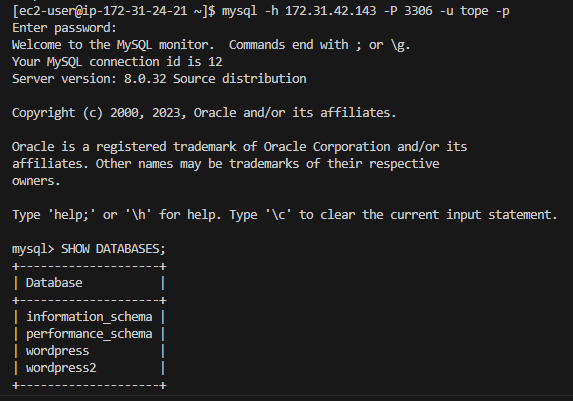 [ec2-user@ip-172-31-24-21 ~]$ mysql -h 172.31.42.143 -P 3306 -u tope -p
Enter password:
Welcome to the MySQL monitor.  Commands end with ; or \g.
Your MySQL connection id is 12
Server version: 8.0.32 Source distribution

Copyright (c) 2000, 2023, Oracle and/or its affiliates.

Oracle is a registered trademark of Oracle Corporation and/or its
affiliates. Other names may be trademarks of their respective
owners.

Type 'help;' or '\h' for help. Type '\c' to clear the current input statement.

mysql> SHOW DATABASES;
+--------------------+
| Database           |
+--------------------+
| information_schema |
| performance_schema |
| wordpress          |
| wordpress2         |
+--------------------+